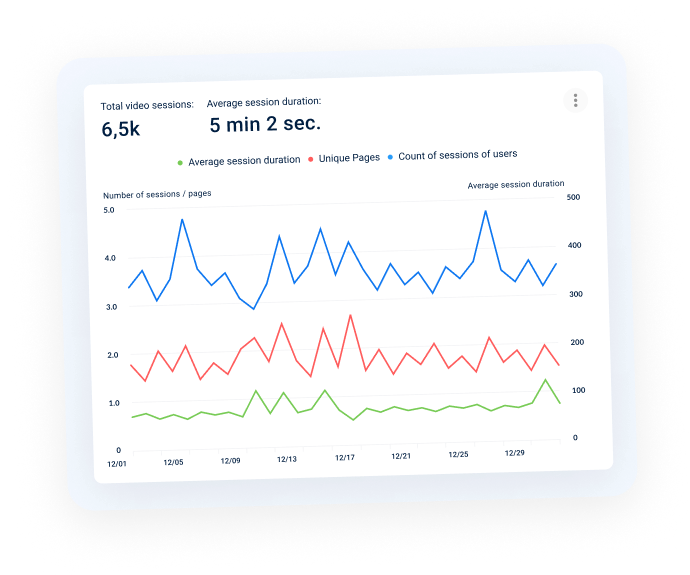 Total video sessions:
6,5k
Average session duration:
5 min 2 sec.
Average session duration
Unique Pages
Count of sessions of users
Number of sessions / pages
Average session duration
5.0
4.0
3.0
2.0
1.0
0
500
400
300
200
100
0
12/01
12/05
12/09
12/13
12/17
12/21
12/25
12/29